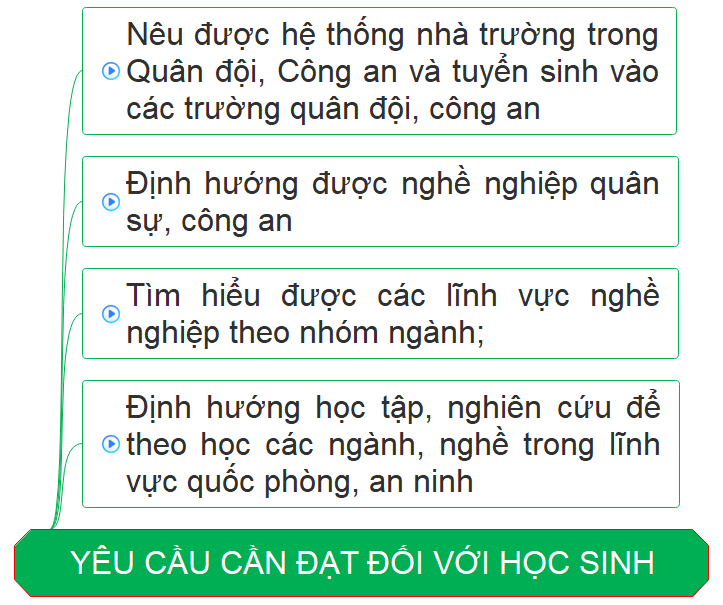 Nêu được hệ thống nhà trường trong
Quân đội, Công an và tuyển sinh vào
các trường quân đội, công an
Định hướng được nghề nghiệp quân
sự, công an
Tìm hiểu được các lĩnh vực nghề
nghiệp theo nhóm ngành;
Định hướng học tập, nghiên cứu để
theo học các ngành, nghề trong lĩnh
vực quốc phòng, an ninh
YÊU CẦU CẦN ĐẠT ĐỐI VỚI HỌC SINH